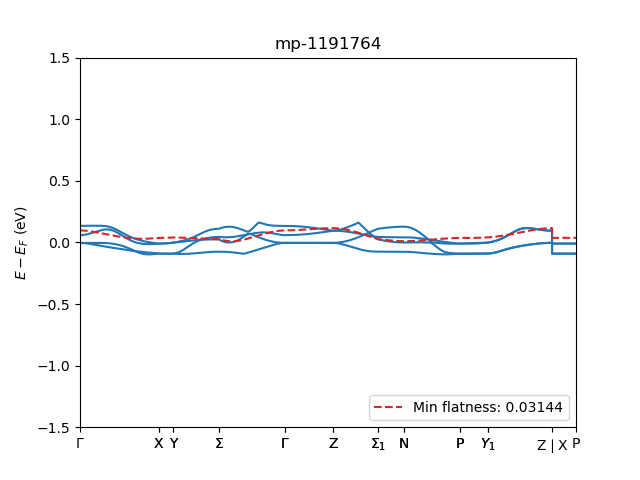 mp-1191764
E − E_F (eV)
1.5
1.0
0.5
0.0
−0.5
−1.0
−1.5
Min flatness: 0.03144
Γ X Y Σ Γ Z Σ₁ N P Y₁ Z | X P